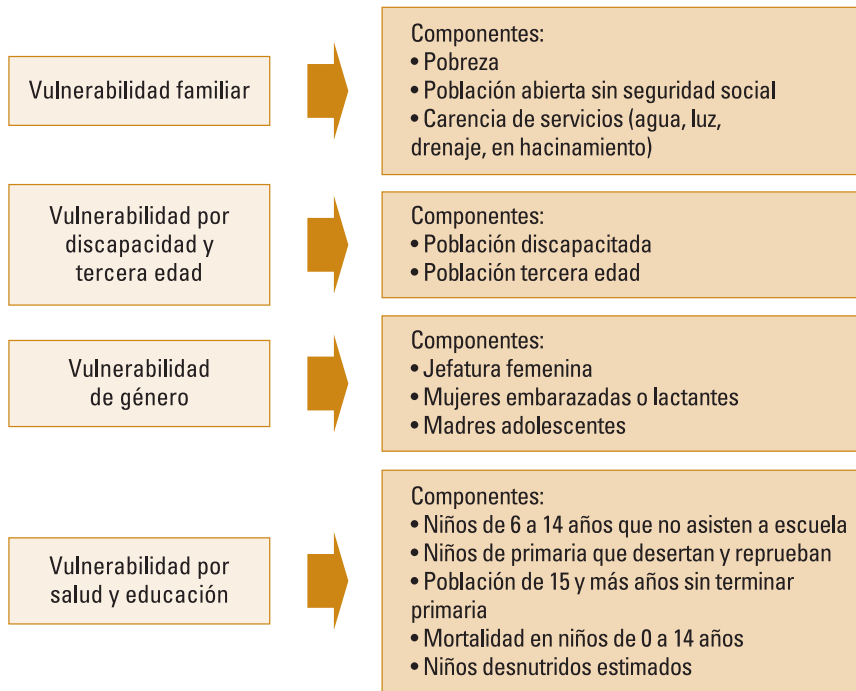 Vulnerabilidad familiar
Componentes:
• Pobreza
• Población abierta sin seguridad social
• Carencia de servicios (agua, luz,
drenaje, en hacinamiento)
Vulnerabilidad por
discapacidad y
tercera edad
Componentes:
• Población discapacitada
• Población tercera edad
Vulnerabilidad
de género
Componentes:
• Jefatura femenina
• Mujeres embarazadas o lactantes
• Madres adolescentes
Vulnerabilidad por
salud y educación
Componentes:
• Niños de 6 a 14 años que no asisten a escuela
• Niños de primaria que desertan y reprueban
• Población de 15 y más años sin terminar
primaria
• Mortalidad en niños de 0 a 14 años
• Niños desnutridos estimados